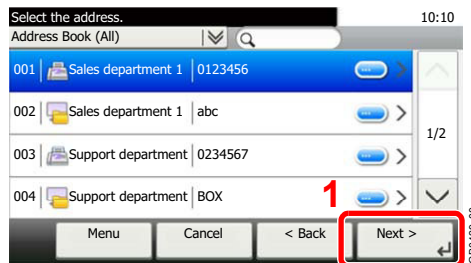 Select the address. 10:10
Address Book (All)
001 Sales department 1 0123456
002 Sales department 1 abc
1/2
003 Support department 0234567
004 Support department BOX
1
Menu Cancel < Back Next >